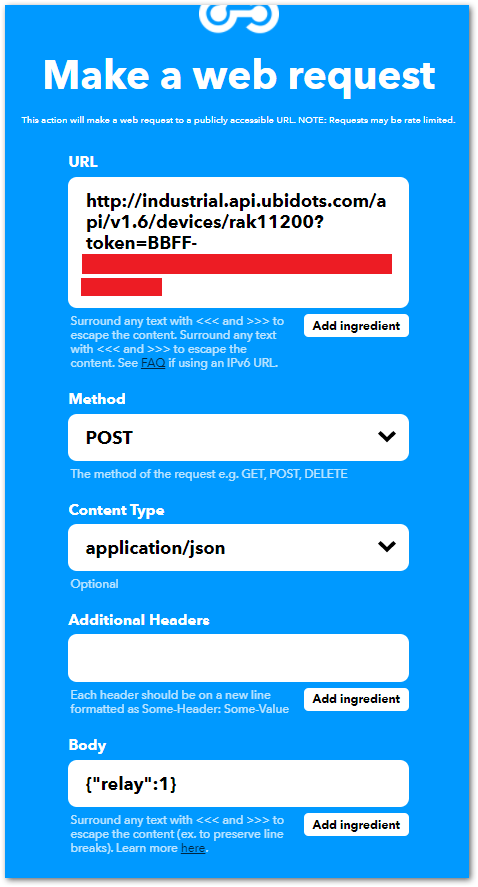 Make a web request
This action will make a web request to a publicly accessible URL. NOTE: Requests may be rate limited.
URL
http://industrial.api.ubidots.com/a
pi/v1.6/devices/rak11200?
token=BBFF-
Surround any text with <<< and >>> to
escape the content. Surround any text
with <<< and >>> to escape the
content. See FAQ if using an IPv6 URL.
Add ingredient
Method
POST
The method of the request e.g. GET, POST, DELETE
Content Type
application/json
Optional
Additional Headers
Each header should be on a new line
formatted as Some-Header: Some-Value
Add ingredient
Body
{"relay":1}
Surround any text with <<< and >>> to
escape the content (ex. to preserve line
breaks). Learn more here.
Add ingredient